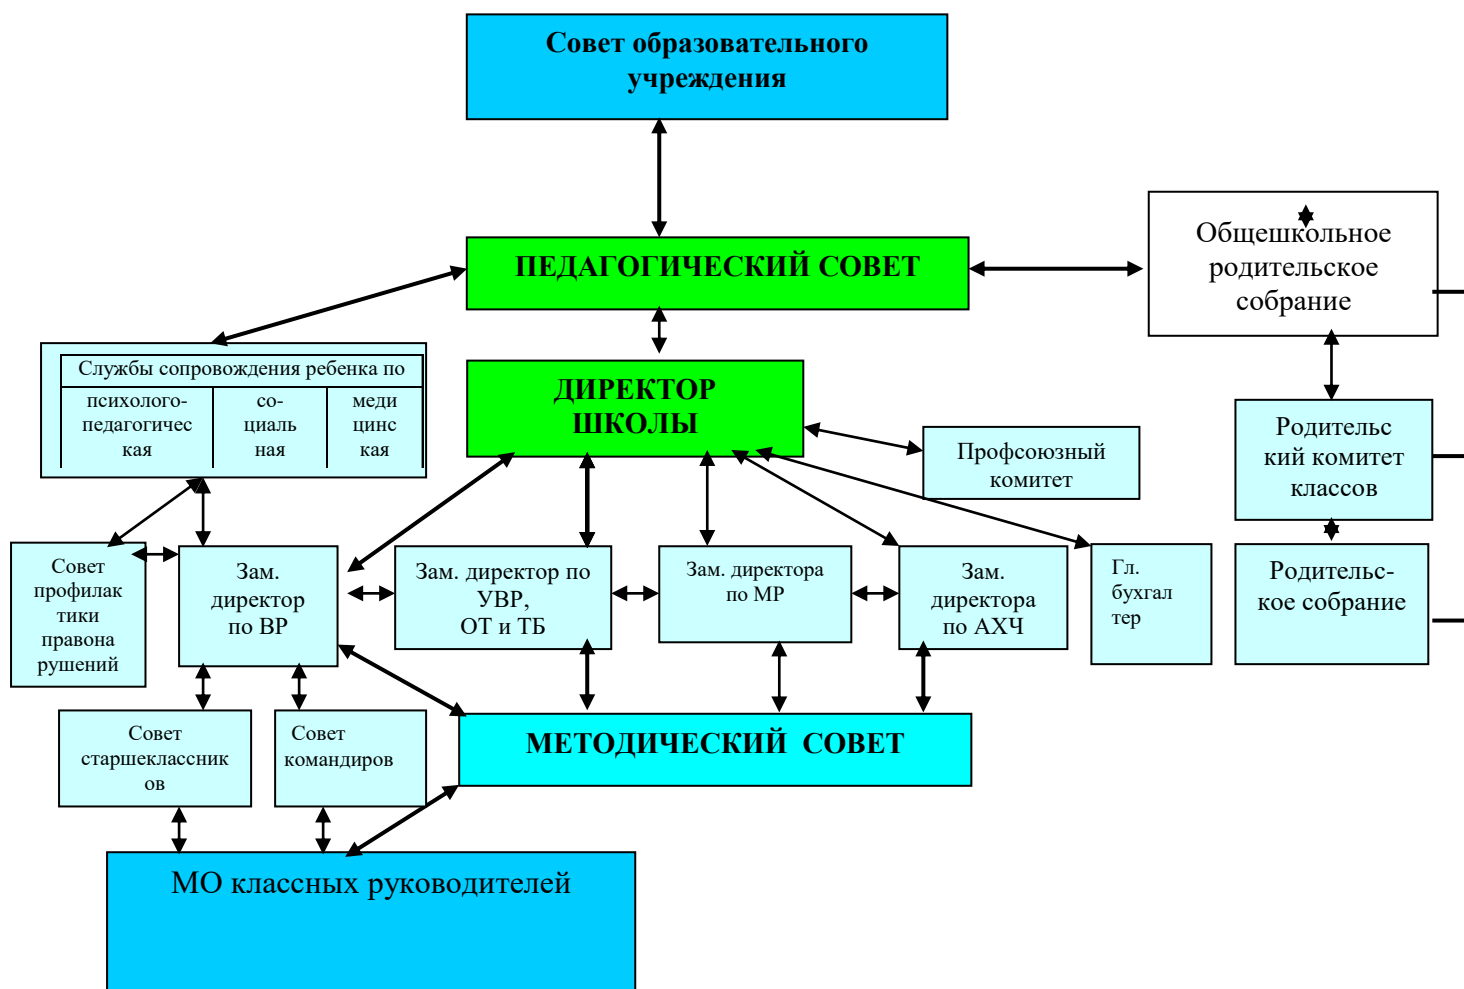 Совет образовательного
учреждения
ПЕДАГОГИЧЕСКИЙ СОВЕТ
Общешкольное
родительское
собрание
Службы сопровождения ребенка по
психолого-
педагогичес
кая
со-
циаль
ная
меди
цинс
кая
ДИРЕКТОР
ШКОЛЫ
Профсоюзный
комитет
Родительс
кий комитет
классов
Совет
профилак
тики
правона
рушений
Зам.
директор
по ВР
Зам. директор по
УВР,
ОТ и ТБ
Зам. директора
по МР
Зам.
директора
по АХЧ
Гл.
бухгал
тер
Родительс-
кое собрание
Совет
старшеклассник
ов
Совет
командиров
МЕТОДИЧЕСКИЙ  СОВЕТ
МО классных руководителей